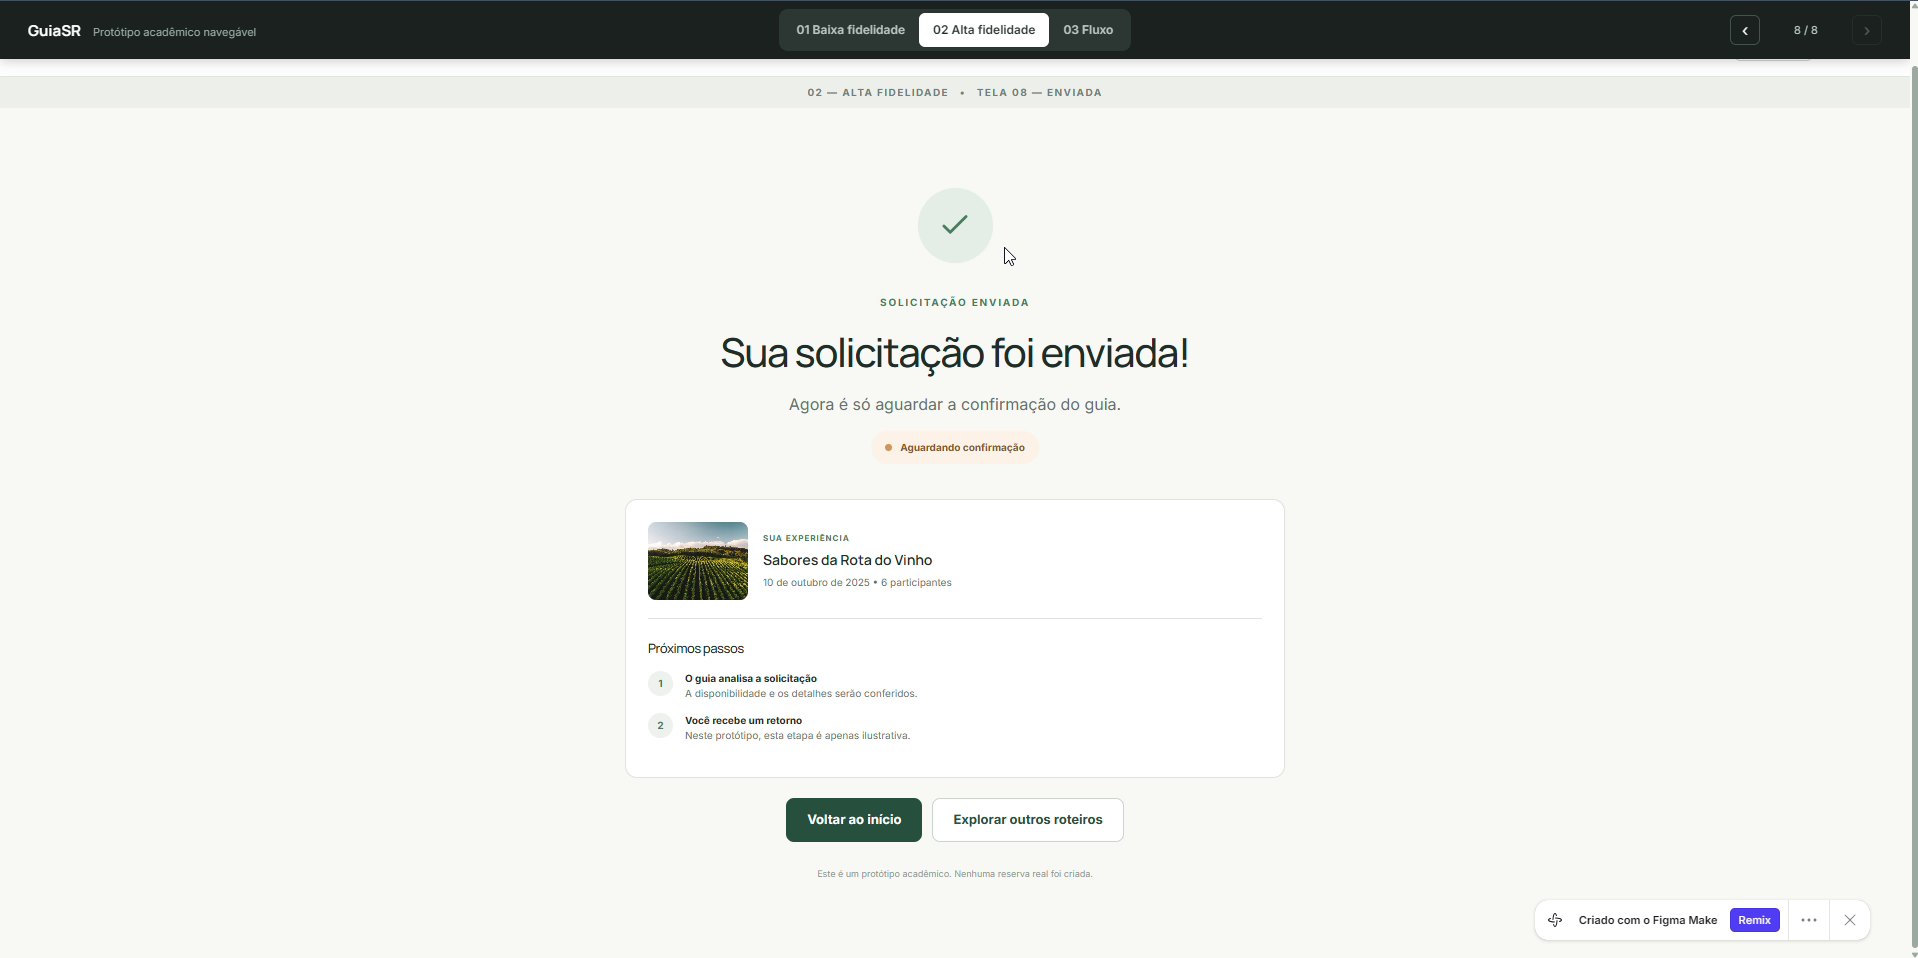 GuiaSR Protótipo acadêmico navegável
01 Baixa fidelidade 02 Alta fidelidade 03 Fluxo
8 / 8
02 — ALTA FIDELIDADE • TELA 08 — ENVIADA
SOLICITAÇÃO ENVIADA
Sua solicitação foi enviada!
Agora é só aguardar a confirmação do guia.
Aguardando confirmação
SUA EXPERIÊNCIA
Sabores da Rota do Vinho
10 de outubro de 2025 • 6 participantes
Próximos passos
1 O guia analisa a solicitação
A disponibilidade e os detalhes serão conferidos.
2 Você recebe um retorno
Neste protótipo, esta etapa é apenas ilustrativa.
Voltar ao início Explorar outros roteiros
Este é um protótipo acadêmico. Nenhuma reserva real foi criada.
Criado com o Figma Make Remix